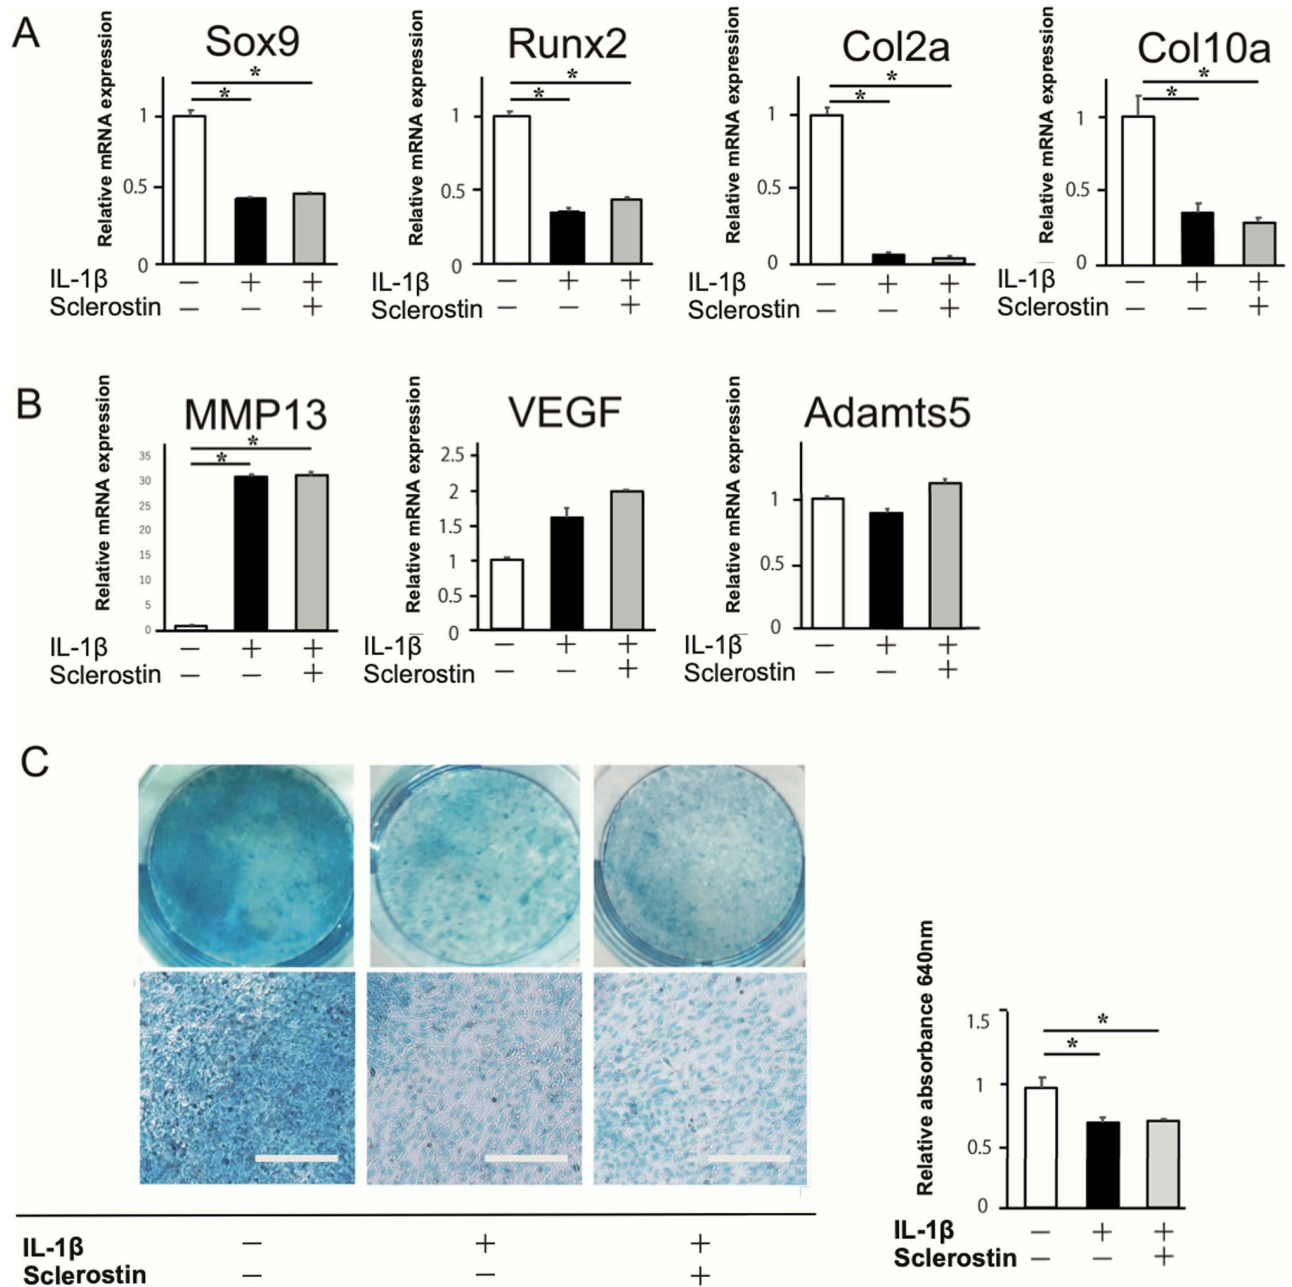 A
Sox9
Runx2
Col2a
Col10a
Relative mRNA expression
1
0.5
0
* *
IL-1β − + +
Sclerostin − − +
Relative mRNA expression
1
0.5
0
* *
IL-1β − + +
Sclerostin − − +
Relative mRNA expression
1
0.5
0
* *
IL-1β − + +
Sclerostin − − +
Relative mRNA expression
1
0.5
0
* *
IL-1β − + +
Sclerostin − − +
B
MMP13
VEGF
Adamts5
Relative mRNA expression
35
30
25
20
15
10
5
0
* *
IL-1β − + +
Sclerostin − − +
Relative mRNA expression
2.5
2
1.5
1
0.5
0
IL-1β − + +
Sclerostin − − +
Relative mRNA expression
1
0.5
0
IL-1β − + +
Sclerostin − − +
C
IL-1β − + +
Sclerostin − − +
Relative absorbance 640nm
1.5
1
0.5
0
* *
IL-1β − + +
Sclerostin − − +